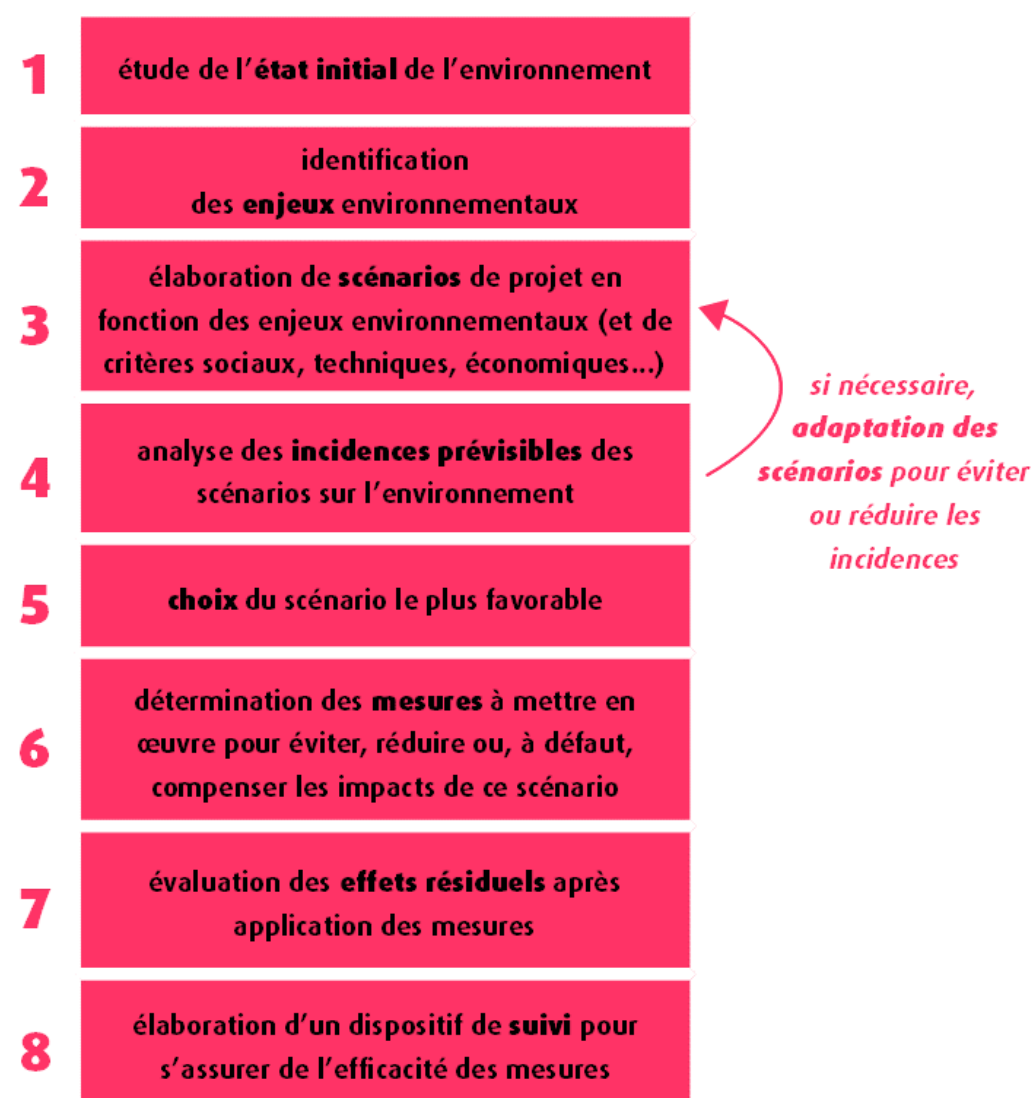 1
étude de l'état initial de l'environnement
2
identification
des enjeux environnementaux
3
élaboration de scénarios de projet en
fonction des enjeux environnementaux (et de
critères sociaux, techniques, économiques...)
si nécessaire,
adaptation des
scénarios pour éviter
ou réduire les
incidences
4
analyse des incidences prévisibles des
scénarios sur l'environnement
5
choix du scénario le plus favorable
6
détermination des mesures à mettre en
œuvre pour éviter, réduire ou, à défaut,
compenser les impacts de ce scénario
7
évaluation des effets résiduels après
application des mesures
8
élaboration d'un dispositif de suivi pour
s'assurer de l'efficacité des mesures